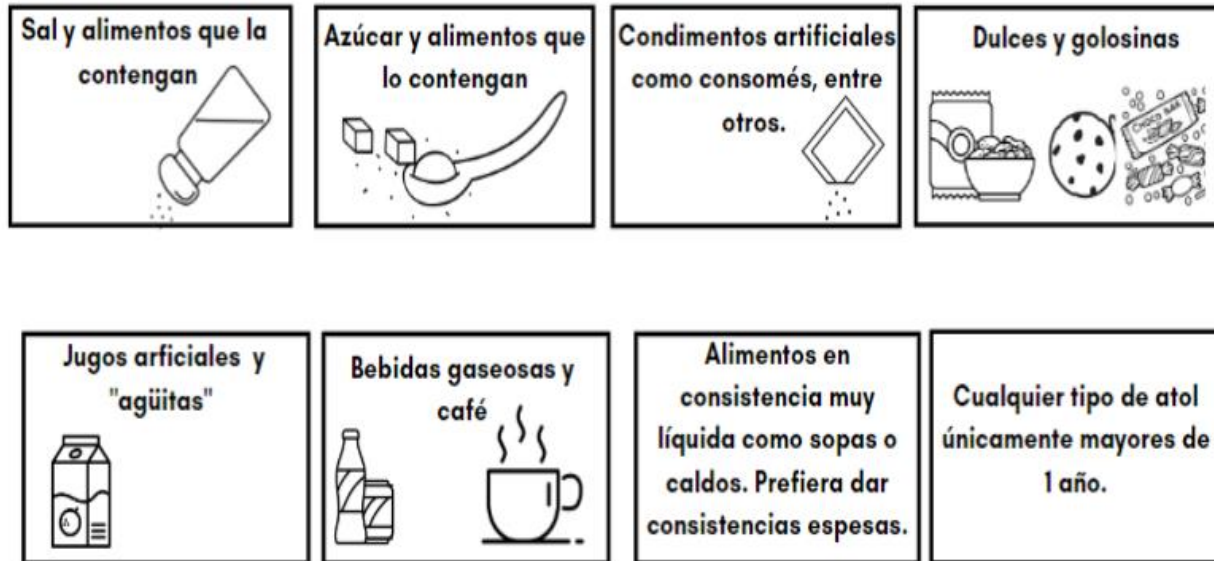 Sal y alimentos que la
contengan
Azúcar y alimentos que
lo contengan
Condimentos artificiales
como consomés, entre
otros.
Dulces y golosinas
CHOCO BAR
Jugos arficiales y
"agüitas"
Bebidas gaseosas y
café
Alimentos en
consistencia muy
líquida como sopas o
caldos. Prefiera dar
consistencias espesas.
Cualquier tipo de atol
únicamente mayores de
1 año.